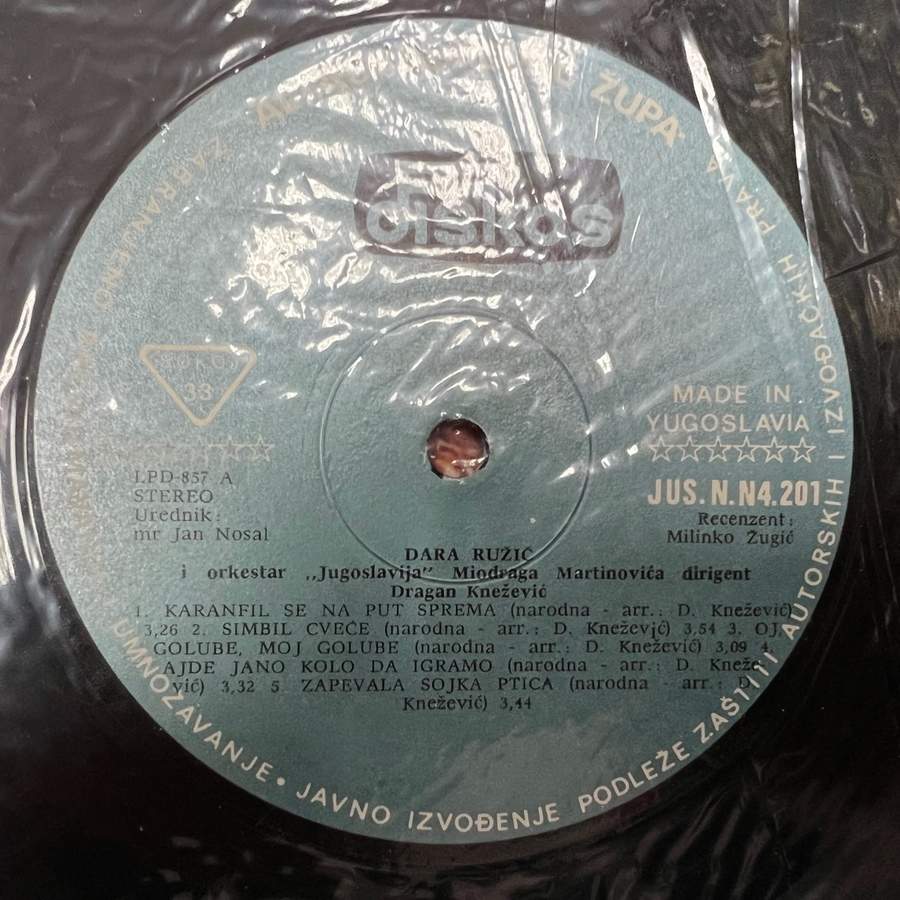 ŽUPA
diskos
33
MADE IN
YUGOSLAVIA
LPD-857 A
STEREO
Urednik:
mr Jan Nosal
JUS. N. N4.201
Recenzent:
Milinko Žugić
DARA RUŽIĆ
i orkestar ,,Jugoslavija" Miodraga Martinovića dirigent
Dragan Knežević
1. KARANFIL SE NA PUT SPREMA (narodna - arr.: D. Knežević)
3,26 2. SIMBIL CVEĆE (narodna - arr.: D. Knežević) 3,54 3. OJ,
GOLUBE, MOJ GOLUBE (narodna - arr.: D. Knežević) 3,09 4.
AJDE JANO KOLO DA IGRAMO (narodna - arr.: D. Kneže-
vić) 3,32 5. ZAPEVALA SOJKA PTICA (narodna - arr.: D.
Knežević) 3,44
ZABRANJENO UMNOŽAVANJE • JAVNO IZVOĐENJE PODLEŽE ZAŠTITI AUTORSKIH I IZVOĐAČKIH PRAVA